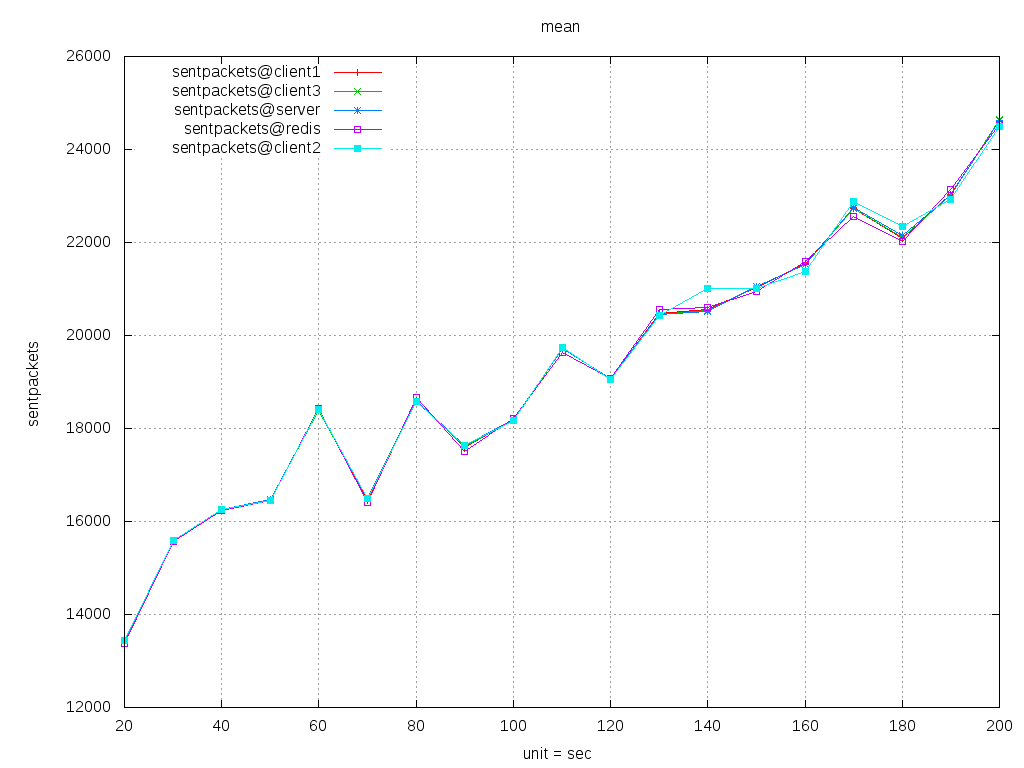 mean
26000
24000
22000
20000
18000
16000
14000
12000
sentpackets
sentpackets@client1
sentpackets@client3
sentpackets@server
sentpackets@redis
sentpackets@client2
20 40 60 80 100 120 140 160 180 200
unit = sec